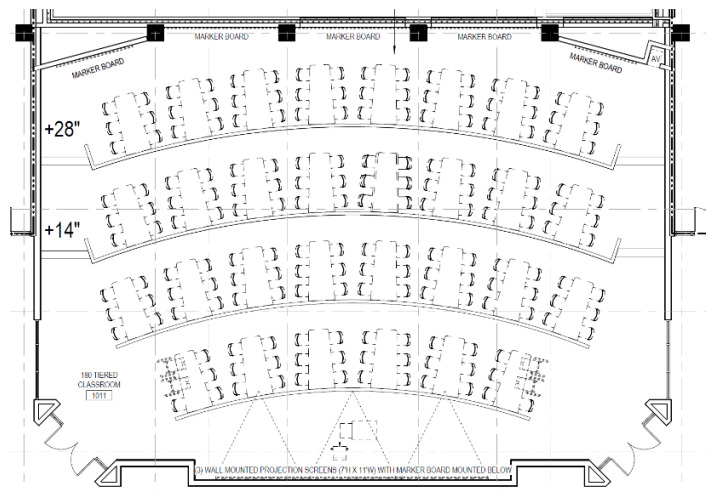 MARKER BOARD MARKER BOARD MARKER BOARD
MARKER BOARD MARKER BOARD AV
+28"
+14"
180 TIERED
CLASSROOM
1011
(3) WALL MOUNTED PROJECTION SCREENS (7'H X 11'W) WITH MARKER BOARD MOUNTED BELOW